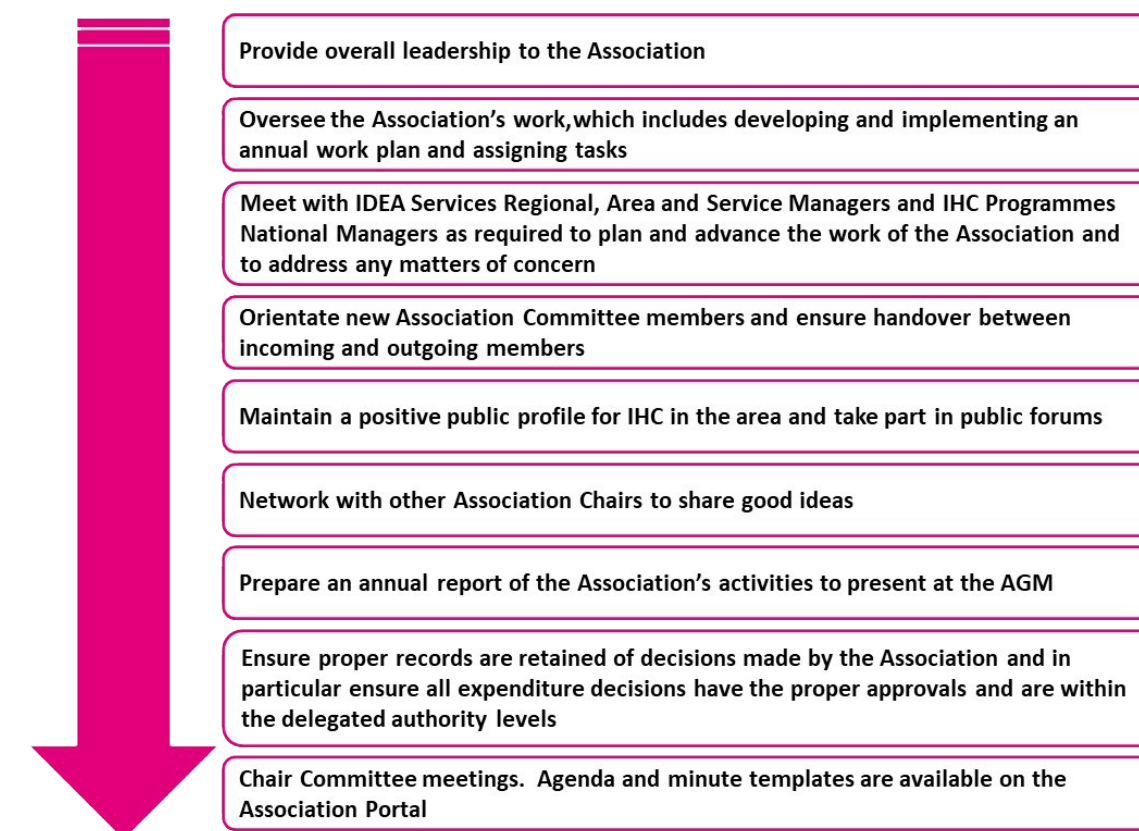 Provide overall leadership to the Association
Oversee the Association’s work,which includes developing and implementing an
annual work plan and assigning tasks
Meet with IDEA Services Regional, Area and Service Managers and IHC Programmes
National Managers as required to plan and advance the work of the Association and
to address any matters of concern
Orientate new Association Committee members and ensure handover between
incoming and outgoing members
Maintain a positive public profile for IHC in the area and take part in public forums
Network with other Association Chairs to share good ideas
Prepare an annual report of the Association’s activities to present at the AGM
Ensure proper records are retained of decisions made by the Association and in
particular ensure all expenditure decisions have the proper approvals and are within
the delegated authority levels
Chair Committee meetings.  Agenda and minute templates are available on the
Association Portal